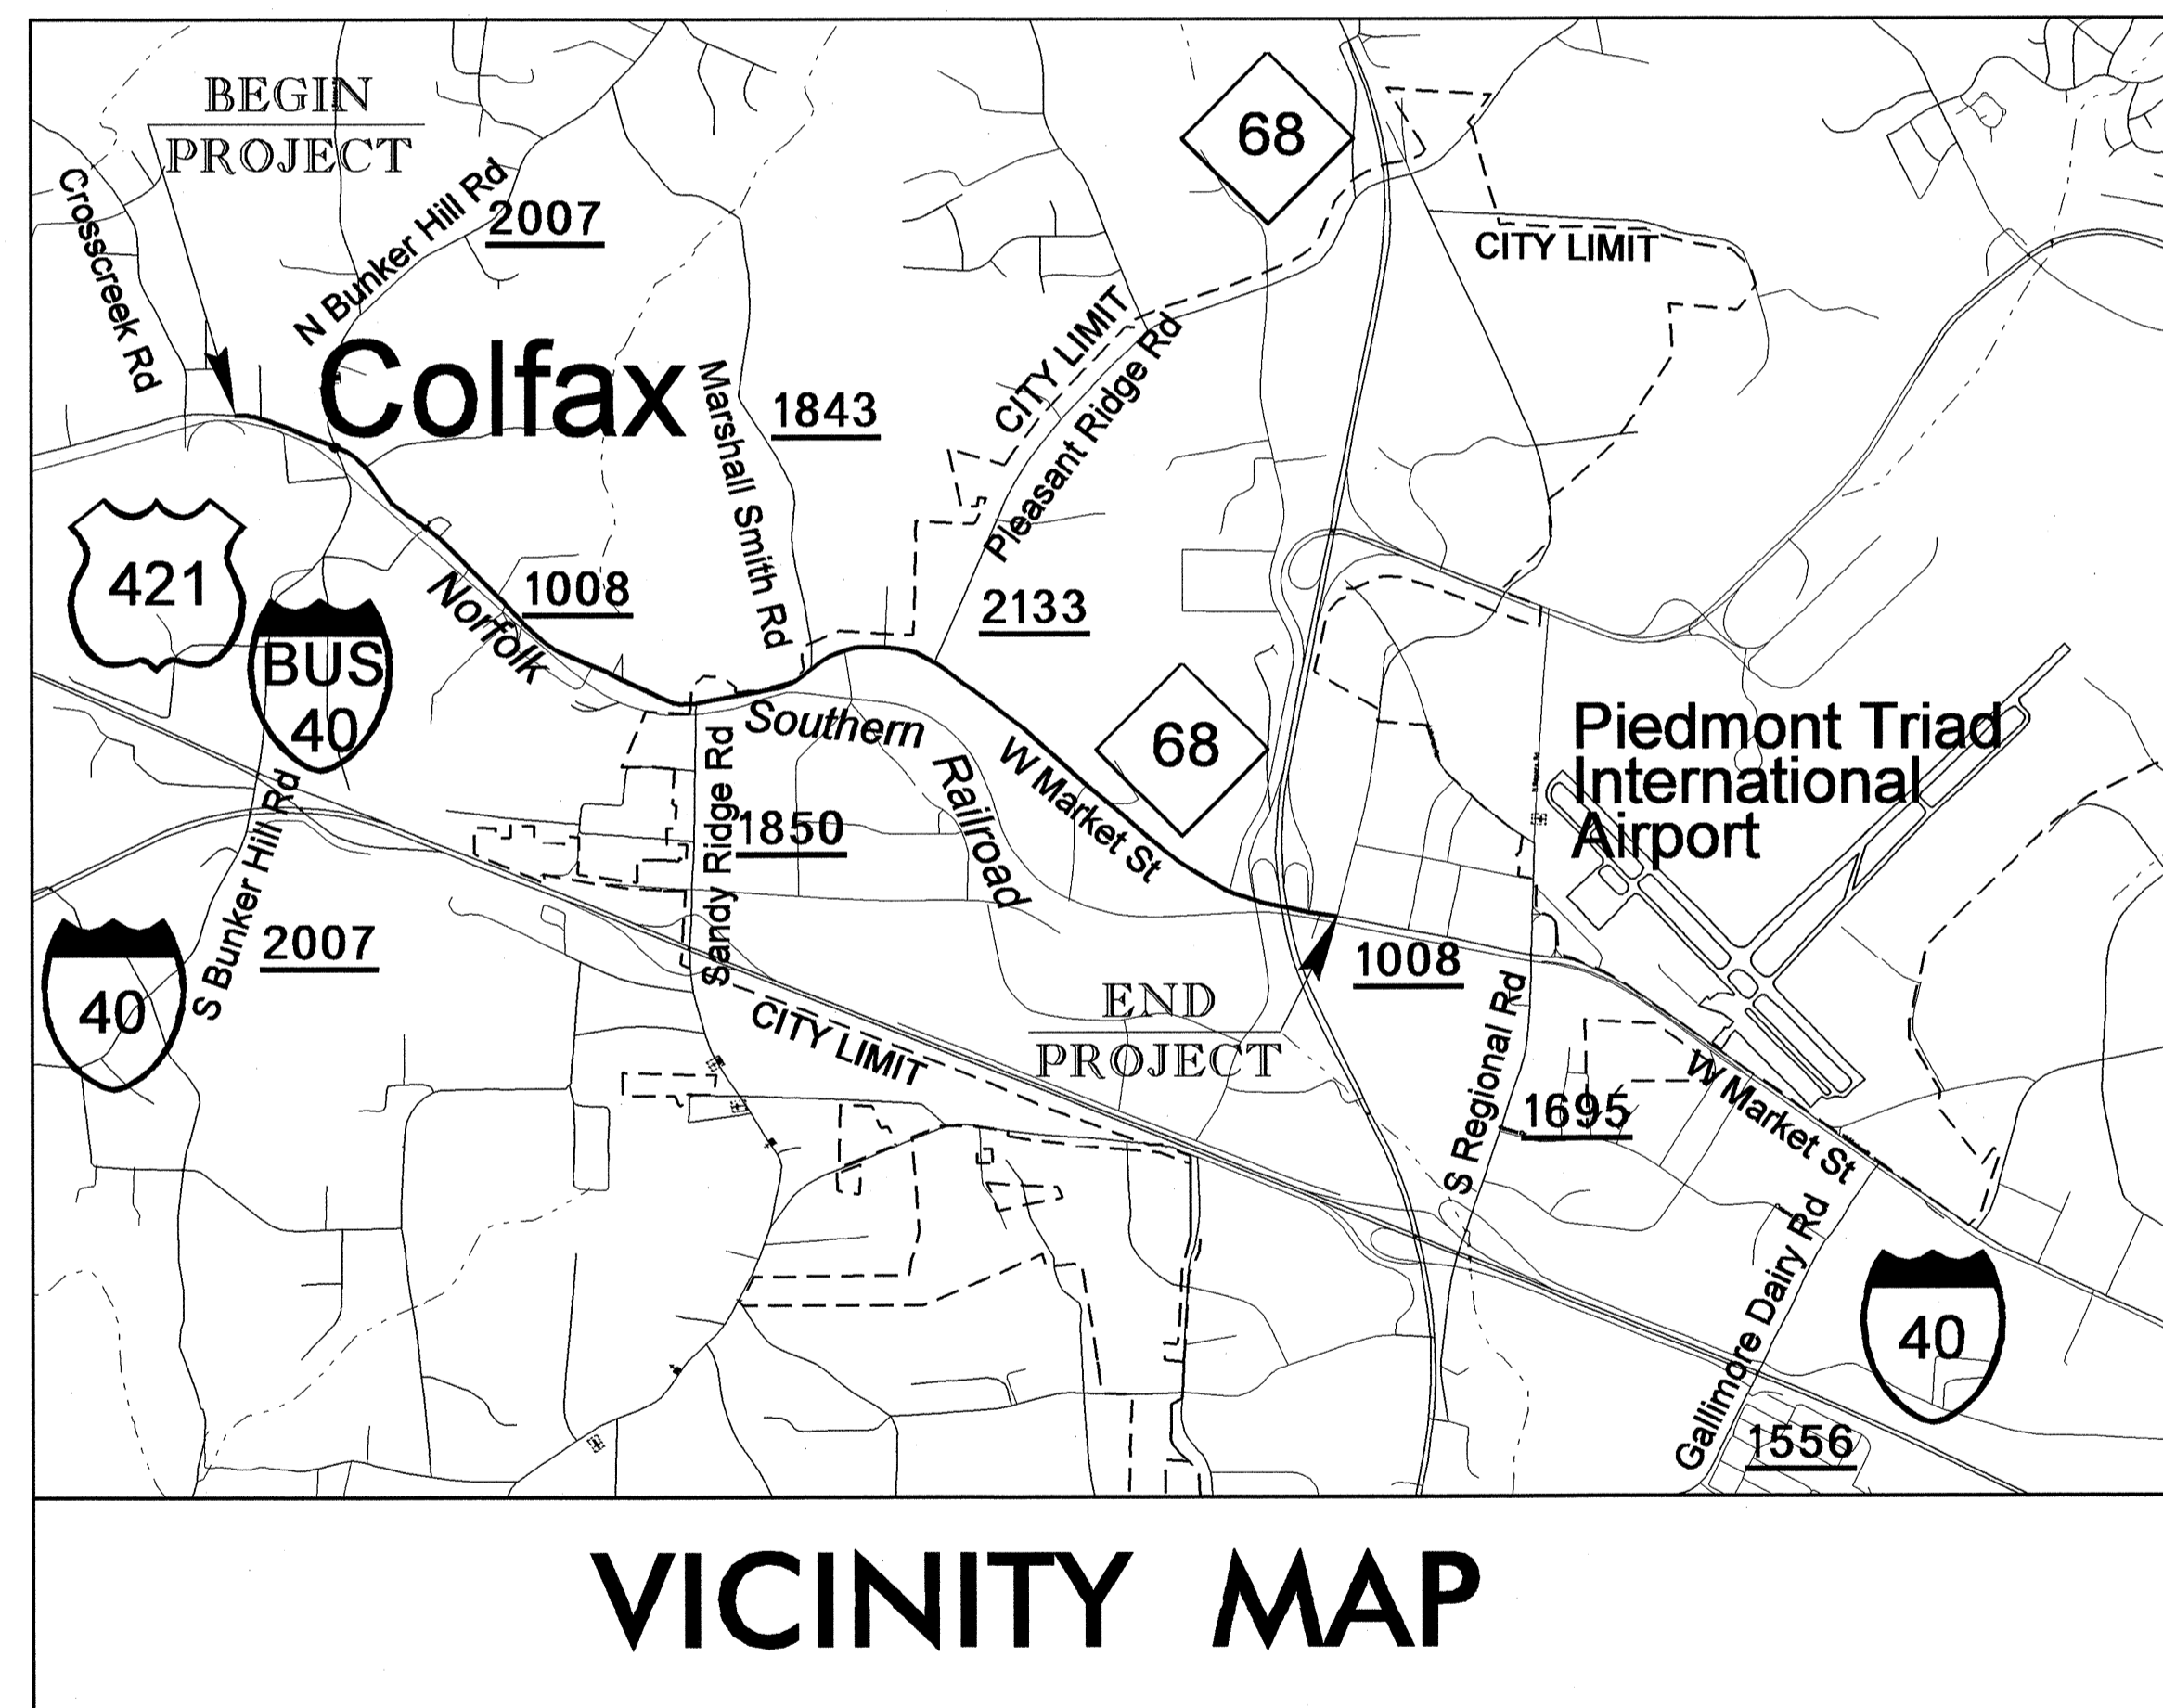 BEGIN
PROJECT
68
Crosscreek Rd
N Bunker Hill Rd
2007
CITY LIMIT
CITY LIMIT
Colfax
Marshall Smith Rd
1843
Pleasant Ridge Rd
421
BUS
40
Norfolk
1008
2133
Southern
Railroad
W Market St
68
Piedmont Triad
International
Airport
Sandy Ridge Rd
1850
S Bunker Hill Rd
2007
40
CITY LIMIT
END
PROJECT
1008
S Regional Rd
1695
W Market St
Gallimore Dairy Rd
40
1556
VICINITY MAP